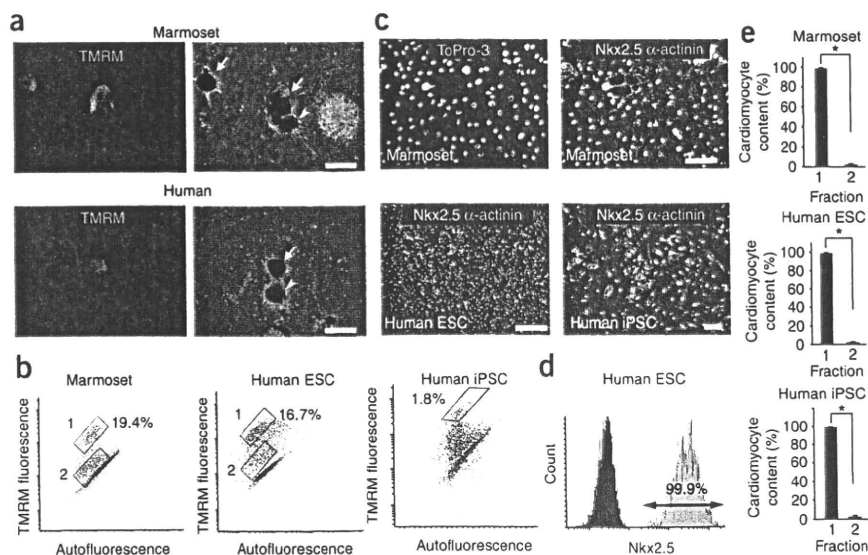 a
Marmoset
TMRM
Human
TMRM
b
Marmoset
TMRM fluorescence
1
19.4%
2
Autofluorescence
Human ESC
TMRM fluorescence
1
16.7%
2
Autofluorescence
Human iPSC
TMRM fluorescence
1.8%
Autofluorescence
c
ToPro-3
Marmoset
Nkx2.5 α-actinin
Marmoset
Nkx2.5 α-actinin
Human ESC
Nkx2.5 α-actinin
Human iPSC
d
Human ESC
Count
99.9%
Nkx2.5
e
Marmoset
Cardiomyocyte
content (%)
*
100
80
60
40
20
0
1 2
Fraction
Human ESC
Cardiomyocyte
content (%)
*
100
80
60
40
20
0
1 2
Fraction
Human iPSC
Cardiomyocyte
content (%)
*
100
80
60
40
20
0
1 2
Fraction